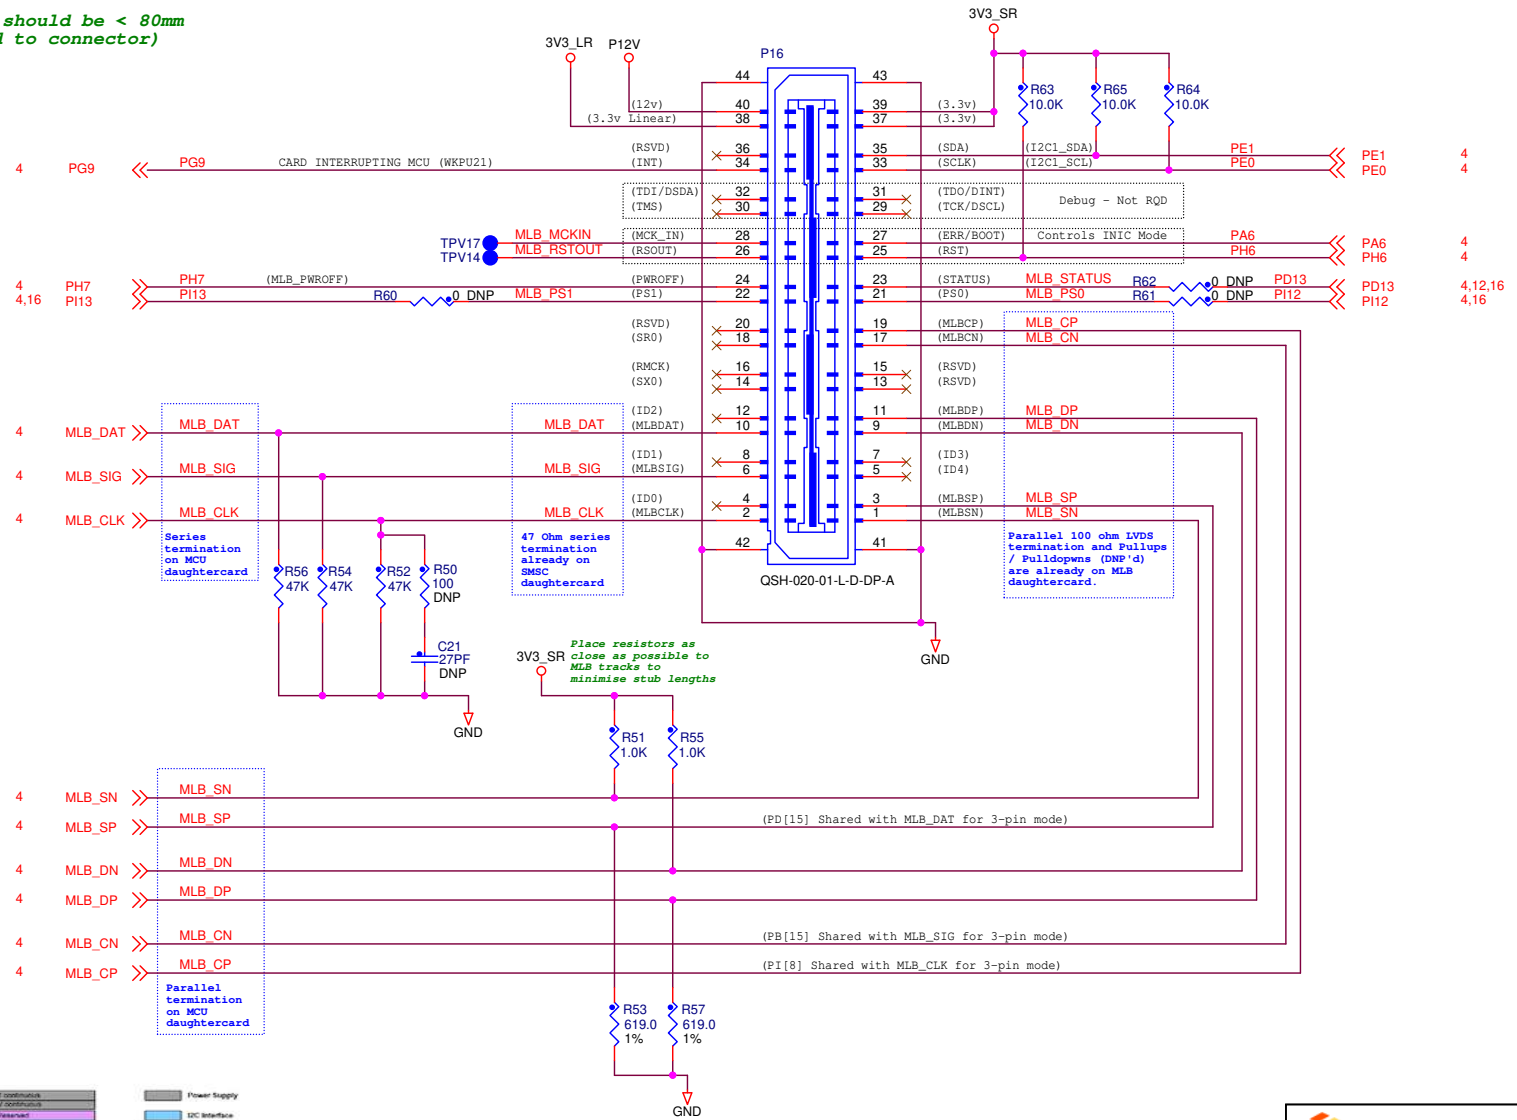 should be < 80mm
to connector)
3V3_SR
3V3_LR
P12V
P16
44
43
(12v)
40
39
(3.3v)
(3.3v Linear)
38
37
(3.3v)
R63
10.0K
R65
10.0K
R64
10.0K
(RSVD)
36
35
(SDA)
(I2C1_SDA)
PE1
PE1
4
4
PG9
PG9
CARD INTERRUPTING MCU (WKPU21)
(INT)
34
33
(SCLK)
(I2C1_SCL)
PE0
PE0
4
(TDI/DSDA)
32
31
(TDO/DINT)
(TMS)
30
29
(TCK/DSCL)
Debug - Not RQD
TPV17
MLB_MCKIN
(MCK_IN)
28
27
(ERR/BOOT)
Controls INIC Mode
PA6
PA6
4
TPV14
MLB_RSTOUT
(RSOUT)
26
25
(RST)
PH6
PH6
4
4
PH7
PH7
(MLB_PWROFF)
(PWROFF)
24
23
(STATUS)
MLB_STATUS
R62
0 DNP
PD13
PD13
4,12,16
4,16
PI13
PI13
R60
0 DNP
MLB_PS1
(PS1)
22
21
(PS0)
MLB_PS0
R61
0 DNP
PI12
PI12
4,16
(RSVD)
20
19
(MLBCP)
MLB_CP
(SR0)
18
17
(MLBCN)
MLB_CN
(RMCK)
16
15
(RSVD)
(SX0)
14
13
(RSVD)
(ID2)
12
11
(MLBDP)
MLB_DP
4
MLB_DAT
MLB_DAT
MLB_DAT
(MLBDAT)
10
9
(MLBDN)
MLB_DN
(ID1)
8
7
(ID3)
4
MLB_SIG
MLB_SIG
MLB_SIG
(MLBSIG)
6
5
(ID4)
(ID0)
4
3
(MLBSP)
MLB_SP
4
MLB_CLK
MLB_CLK
MLB_CLK
(MLBCLK)
2
1
(MLBSN)
MLB_SN
42
41
Series
termination
on MCU
daughtercard
47 Ohm series
termination
already on
SMSC
daughtercard
Parallel 100 ohm LVDS
termination and Pullups
/ Pulldopwns (DNP'd)
are already on MLB
daughtercard.
QSH-020-01-L-D-DP-A
R56
47K
R54
47K
R52
47K
R50
100
DNP
C21
27PF
DNP
GND
GND
3V3_SR
Place resistors as
close as possible to
MLB tracks to
minimise stub lengths
R51
1.0K
R55
1.0K
4
MLB_SN
MLB_SN
4
MLB_SP
MLB_SP
(PD[15] Shared with MLB_DAT for 3-pin mode)
4
MLB_DN
MLB_DN
4
MLB_DP
MLB_DP
4
MLB_CN
MLB_CN
(PB[15] Shared with MLB_SIG for 3-pin mode)
4
MLB_CP
MLB_CP
(PI[8] Shared with MLB_CLK for 3-pin mode)
Parallel
termination
on MCU
daughtercard
R53
619.0
1%
R57
619.0
1%
GND
continuous
continuous
Reserved
Power Supply
I2C Interface